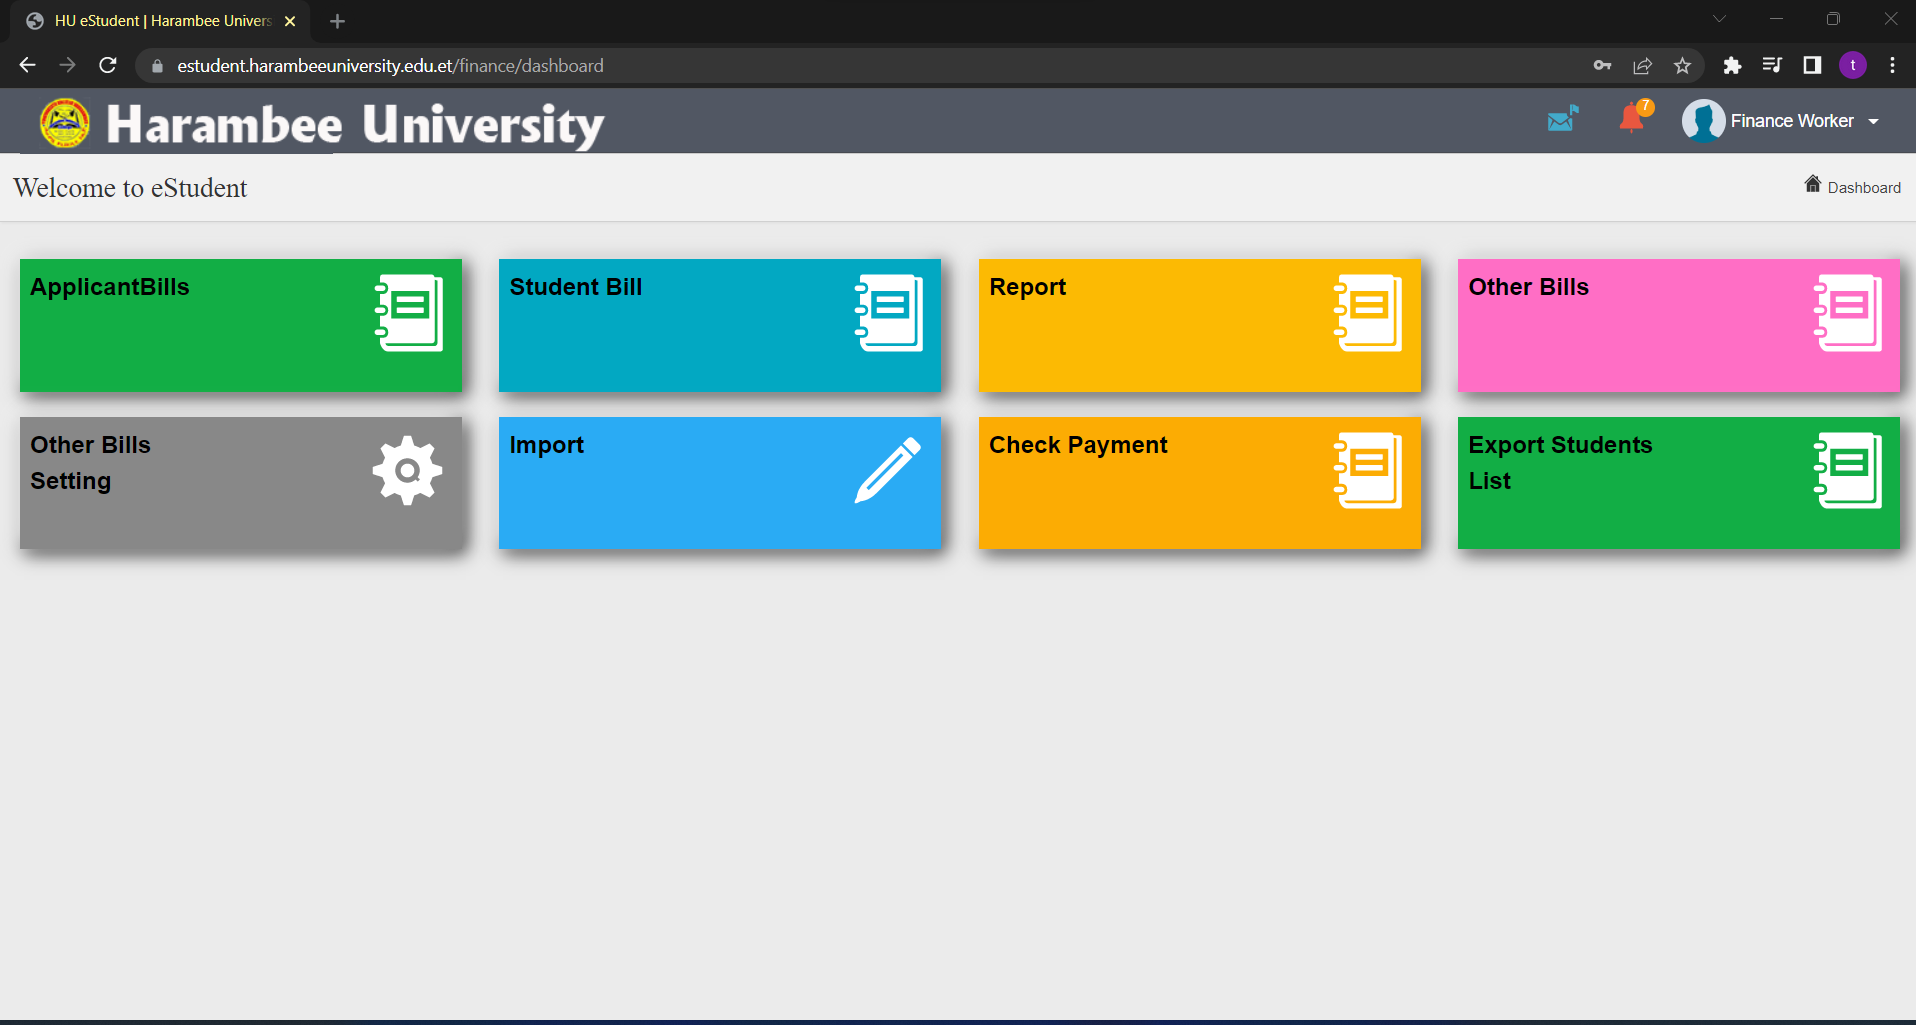 HU eStudent | Harambee Univers
estudent.harambeeuniversity.edu.et/finance/dashboard
t
Harambee University
7
Finance Worker
Welcome to eStudent
Dashboard
ApplicantBills
Student Bill
Report
Other Bills
Other Bills
Setting
Import
Check Payment
Export Students
List